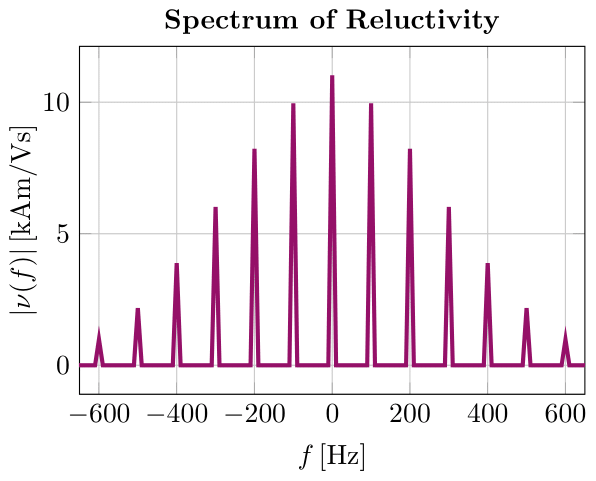 Spectrum of Reluctivity
|ν(f)| [kAm/Vs]
10
5
0
−600 −400 −200 0 200 400 600
f [Hz]